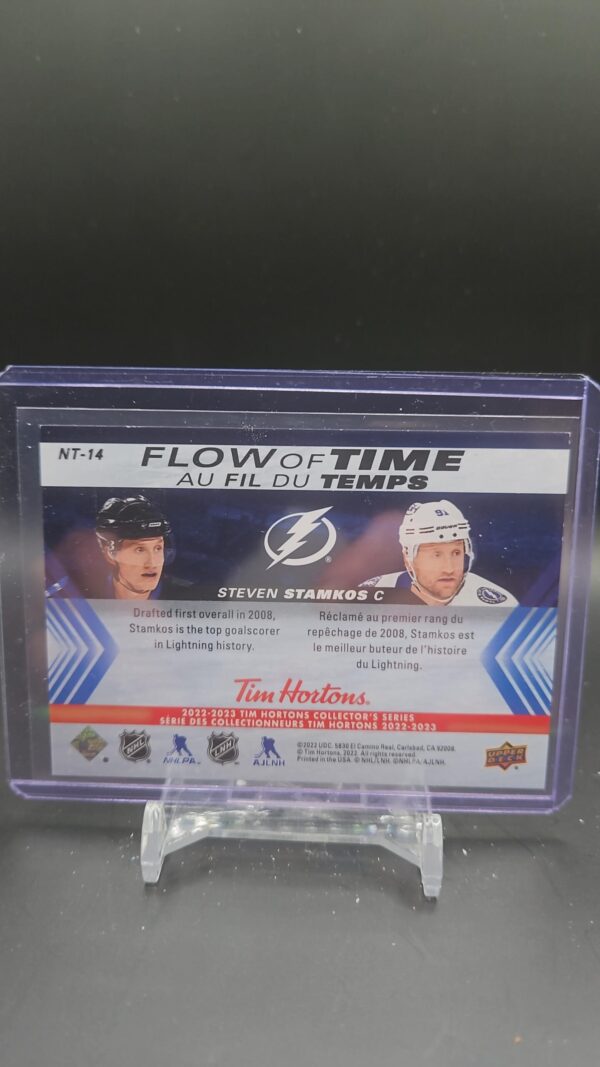 NT-14
FLOW OF TIME
AU FIL DU TEMPS
91
STEVEN STAMKOS C
Drafted first overall in 2008,
Stamkos is the top goalscorer
in Lightning history.
Réclamé au premier rang du
repêchage de 2008, Stamkos est
le meilleur buteur de l'histoire
du Lightning.
Tim Hortons®
2022-2023 TIM HORTONS COLLECTOR'S SERIES
SÉRIE DES COLLECTIONNEURS TIM HORTONS 2022-2023
NHL
NHLPA
LNH
AJLNH
©2022 UDC. 5830 El Camino Real, Carlsbad, CA 92008.
© Tim Hortons, 2022. All rights reserved.
Printed in the USA. © NHL/LNH. ©NHLPA/AJLNH.
UPPER DECK